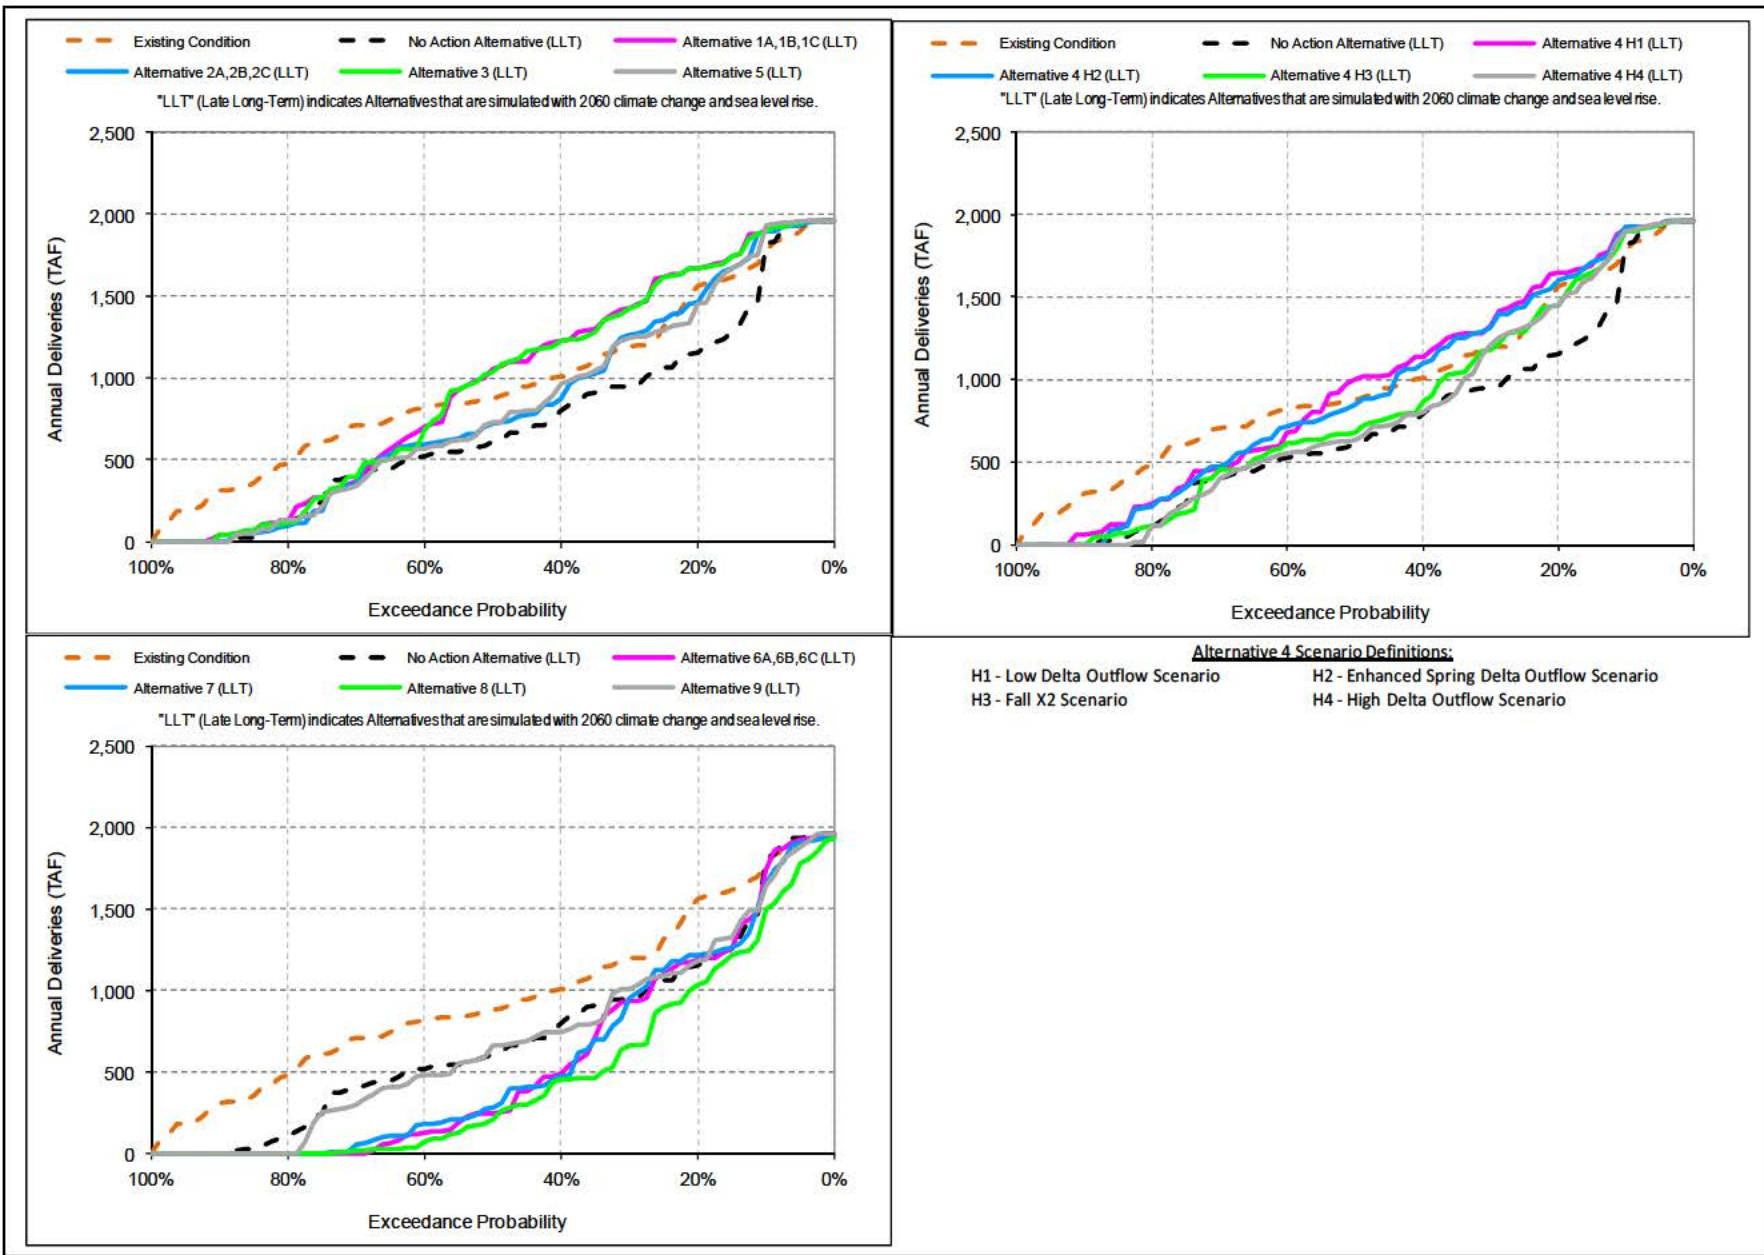 Existing Condition No Action Alternative (LLT) Alternative 1A,1B,1C (LLT)
Alternative 2A,2B,2C (LLT) Alternative 3 (LLT) Alternative 5 (LLT)
"LLT" (Late Long-Term) indicates Alternatives that are simulated with 2060 climate change and sea level rise.
2,500
2,000
1,500
1,000
500
0
Annual Deliveries (TAF)
100% 80% 60% 40% 20% 0%
Exceedance Probability
Existing Condition No Action Alternative (LLT) Alternative 4 H1 (LLT)
Alternative 4 H2 (LLT) Alternative 4 H3 (LLT) Alternative 4 H4 (LLT)
"LLT" (Late Long-Term) indicates Alternatives that are simulated with 2060 climate change and sea level rise.
2,500
2,000
1,500
1,000
500
0
Annual Deliveries (TAF)
100% 80% 60% 40% 20% 0%
Exceedance Probability
Existing Condition No Action Alternative (LLT) Alternative 6A,6B,6C (LLT)
Alternative 7 (LLT) Alternative 8 (LLT) Alternative 9 (LLT)
"LLT" (Late Long-Term) indicates Alternatives that are simulated with 2060 climate change and sea level rise.
2,500
2,000
1,500
1,000
500
0
Annual Deliveries (TAF)
100% 80% 60% 40% 20% 0%
Exceedance Probability
Alternative 4 Scenario Definitions:
H1 - Low Delta Outflow Scenario H2 - Enhanced Spring Delta Outflow Scenario
H3 - Fall X2 Scenario H4 - High Delta Outflow Scenario